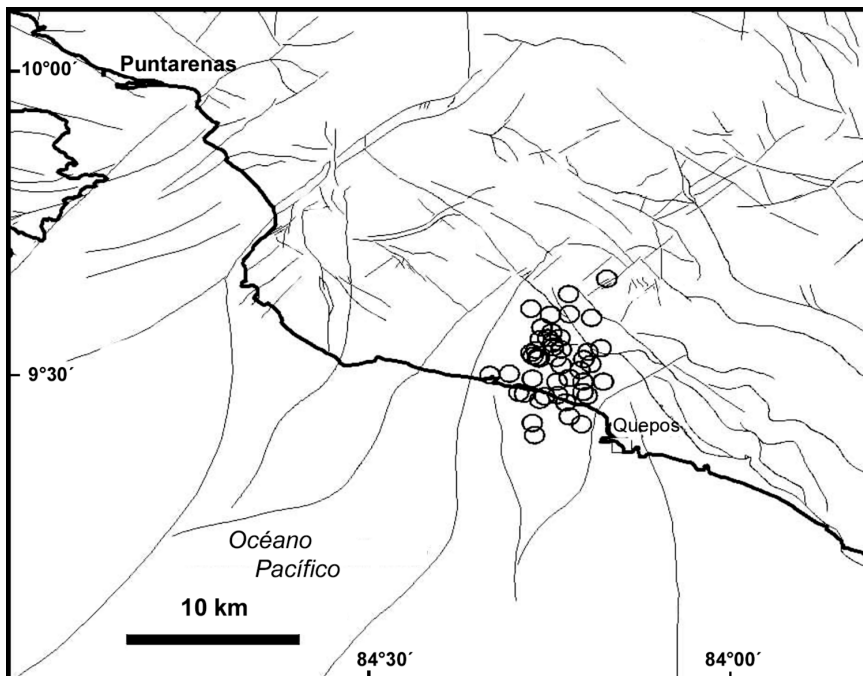 Puntarenas
10°00´
9°30´
Quepos
Océano
Pacífico
10 km
84°30´
84°00´